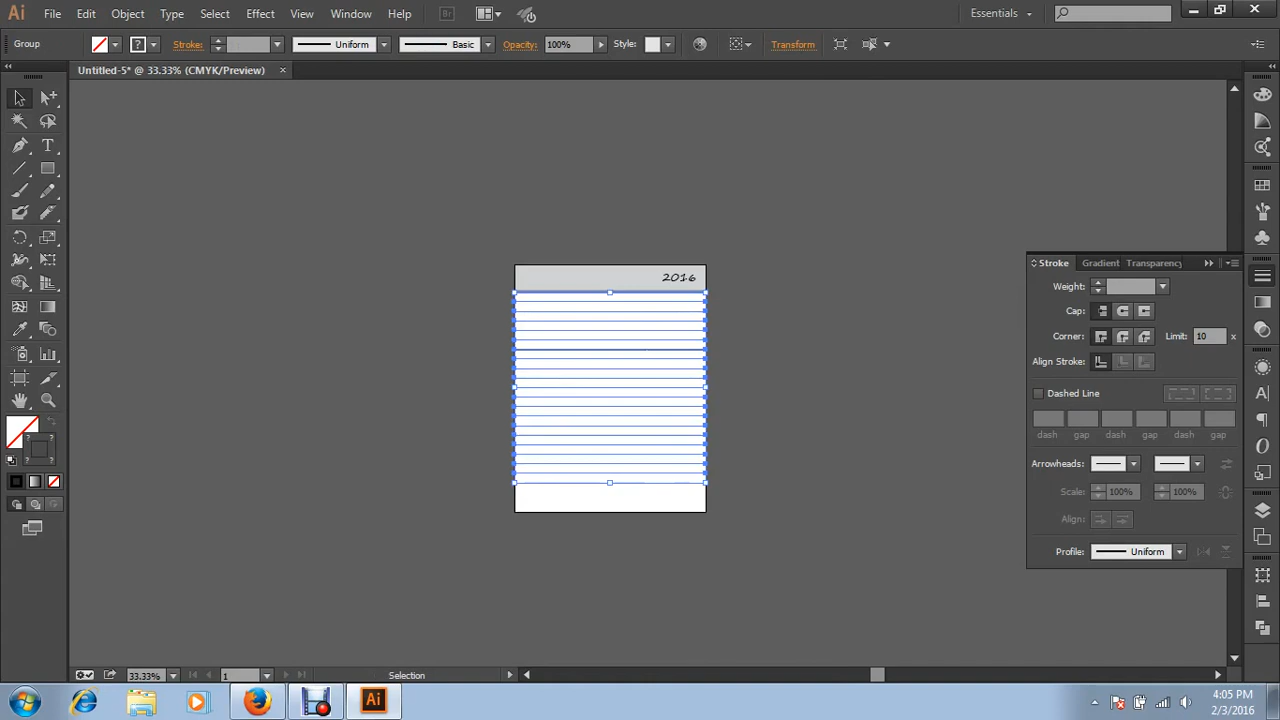 Ai File Edit Object Type Select Effect View Window Help Br Essentials
Group Stroke: Uniform Basic Opacity: 100% Style: Transform
Untitled-5* @ 33.33% (CMYK/Preview) ×
2016
Stroke Gradient Transparency
Weight:
Cap:
Corner: Limit: 10 x
Align Stroke:
Dashed Line
dash gap dash gap dash gap
Arrowheads:
Scale: 100% 100%
Align:
Profile: Uniform
33.33% 1 Selection
Ai 4:05 PM
2/3/2016